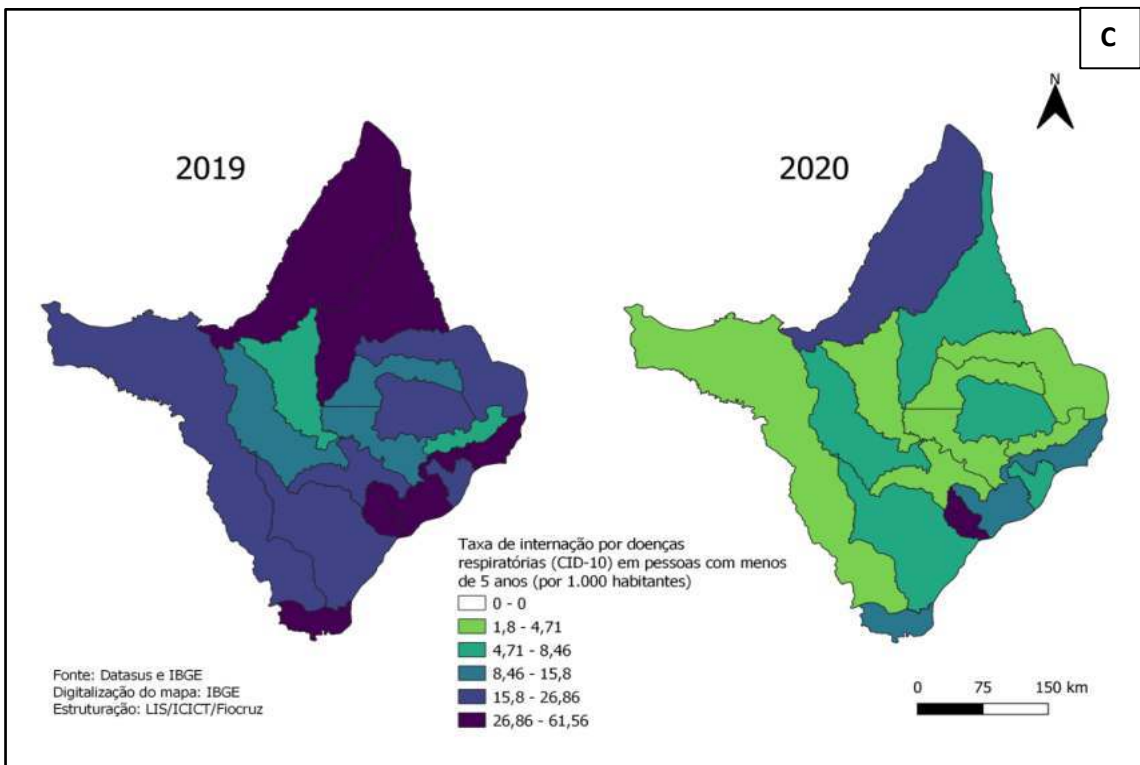 C
N
2019
2020
Taxa de internação por doenças
respiratórias (CID-10) em pessoas com menos
de 5 anos (por 1.000 habitantes)
0 - 0
1,8 - 4,71
4,71 - 8,46
8,46 - 15,8
15,8 - 26,86
26,86 - 61,56
Fonte: Datasus e IBGE
Digitalização do mapa: IBGE
Estruturação: LIS/ICICT/Fiocruz
0 75 150 km